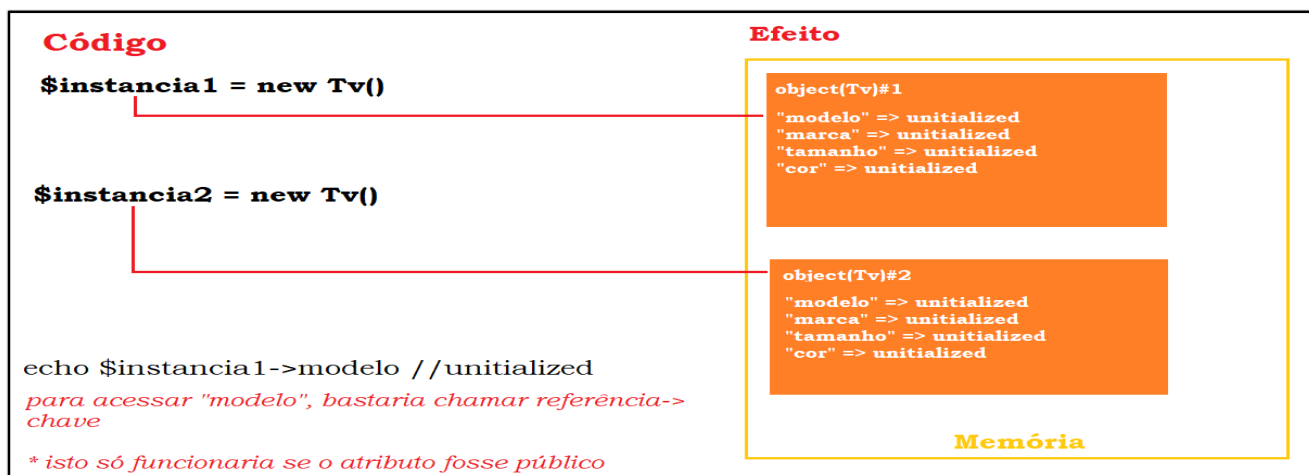 Código
$instancia1 = new Tv()
$instancia2 = new Tv()
echo $instancia1->modelo //unitialized
para acessar "modelo", bastaria chamar referência->
chave
* isto só funcionaria se o atributo fosse público
Efeito
object(Tv)#1
"modelo" => unitialized
"marca" => unitialized
"tamanho" => unitialized
"cor" => unitialized
object(Tv)#2
"modelo" => unitialized
"marca" => unitialized
"tamanho" => unitialized
"cor" => unitialized
Memória